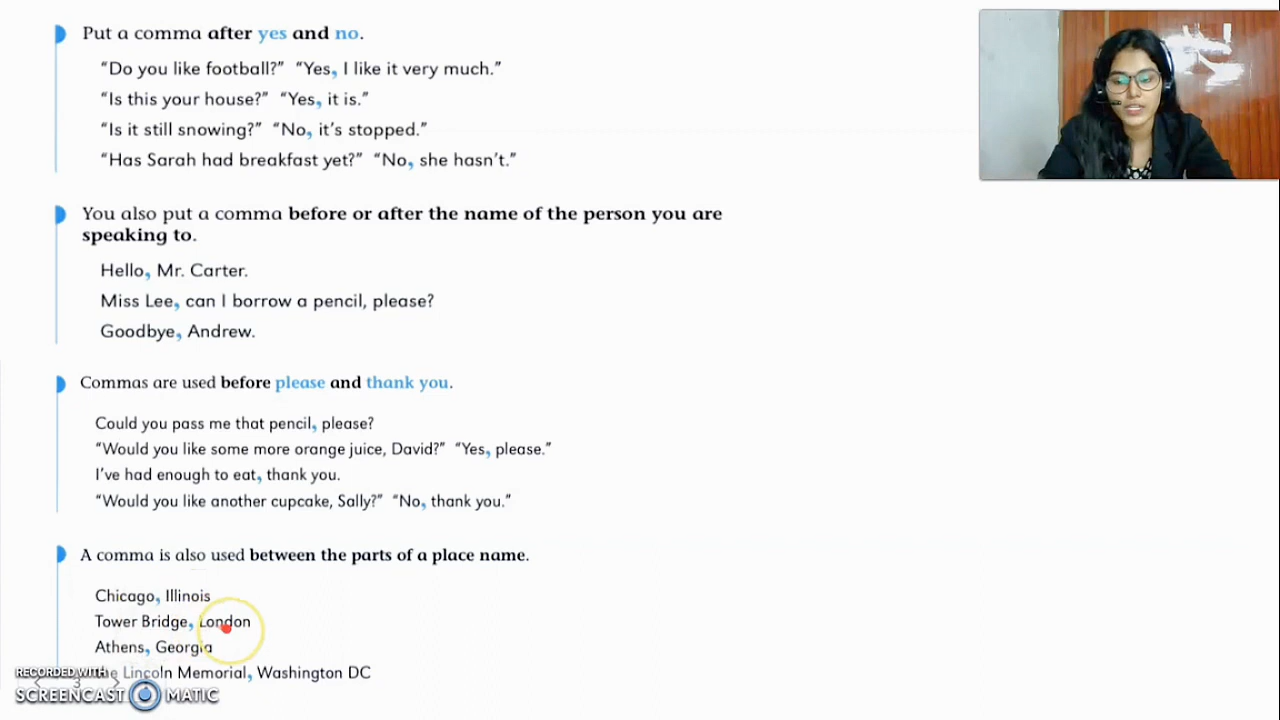 Put a comma after yes and no.
“Do you like football?” “Yes, I like it very much.”
“Is this your house?” “Yes, it is.”
“Is it still snowing?” “No, it’s stopped.”
“Has Sarah had breakfast yet?” “No, she hasn’t.”
You also put a comma before or after the name of the person you are
speaking to.
Hello, Mr. Carter.
Miss Lee, can I borrow a pencil, please?
Goodbye, Andrew.
Commas are used before please and thank you.
Could you pass me that pencil, please?
“Would you like some more orange juice, David?” “Yes, please.”
I’ve had enough to eat, thank you.
“Would you like another cupcake, Sally?” “No, thank you.”
A comma is also used between the parts of a place name.
Chicago, Illinois
Tower Bridge, London
Athens, Georgia
Lincoln Memorial, Washington DC
RECORDED WITH
3
SCREENCAST MATIC